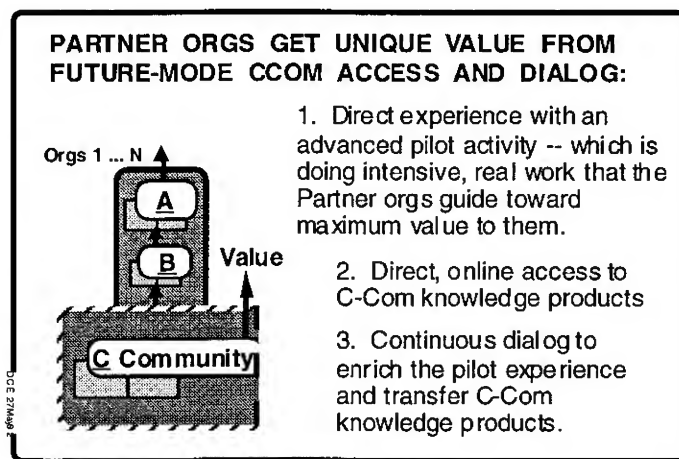 PARTNER ORGS GET UNIQUE VALUE FROM
FUTURE-MODE CCOM ACCESS AND DIALOG:
1. Direct experience with an
advanced pilot activity -- which is
doing intensive, real work that the
Partner orgs guide toward
maximum value to them.
Orgs 1 ... N
A
B
Value
C Community
2. Direct, online access to
C-Com knowledge products
3. Continuous dialog to
enrich the pilot experience
and transfer C-Com
knowledge products.
DCE